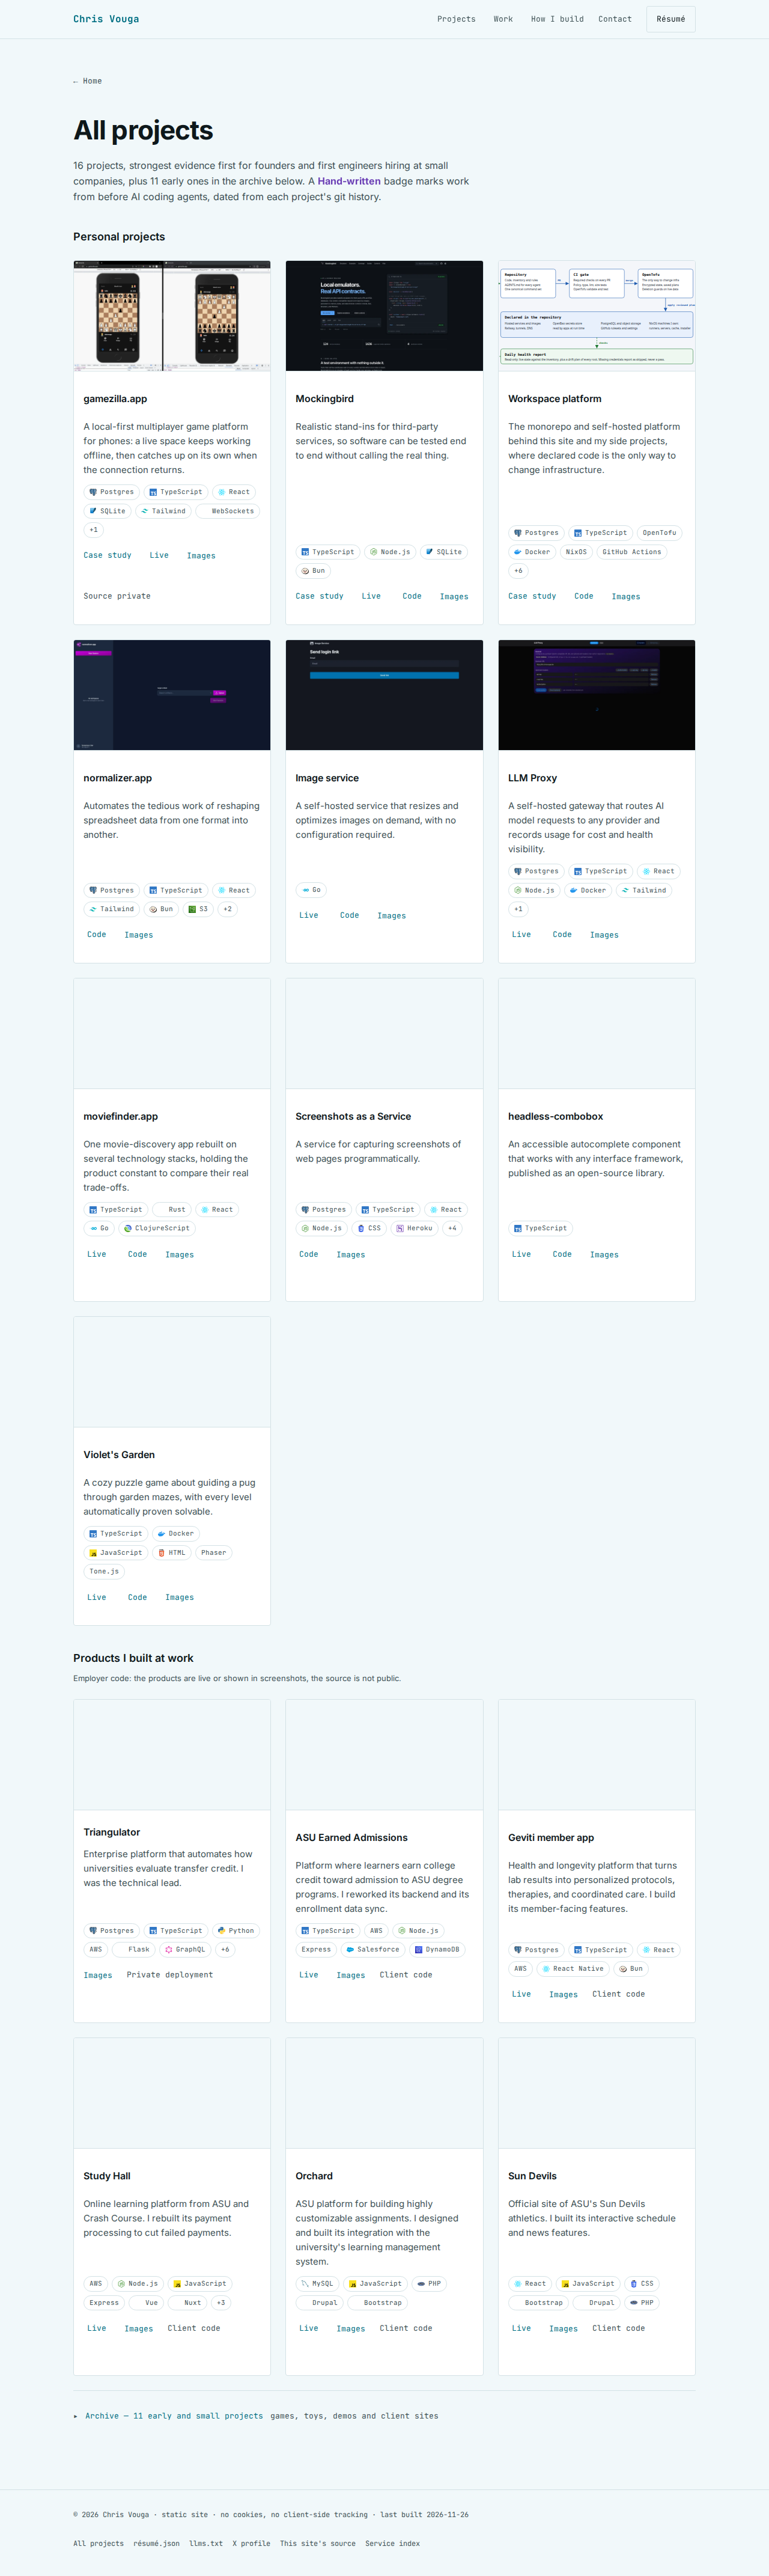 Chris Vouga
Projects Work How I build Contact Résumé
← Home
All projects
16 projects, strongest evidence first for founders and first engineers hiring at small
companies, plus 11 early ones in the archive below. A Hand-written badge marks work
from before AI coding agents, dated from each project's git history.
Personal projects
gamezilla.app
A local-first multiplayer game platform
for phones: a live space keeps working
offline, then catches up on its own when
the connection returns.
Postgres TypeScript React
SQLite Tailwind WebSockets
+1
Case study Live Images
Source private
Local emulators.
Real API contracts.
Mockingbird
Realistic stand-ins for third-party
services, so software can be tested end
to end without calling the real thing.
TypeScript Node.js SQLite
Bun
Case study Live Code Images
Repository
CI gate
OpenTofu
Declared in the repository
Daily health report
Workspace platform
The monorepo and self-hosted platform
behind this site and my side projects,
where declared code is the only way to
change infrastructure.
Postgres TypeScript OpenTofu
Docker NixOS GitHub Actions
+6
Case study Code Images
normalizer.app
Automates the tedious work of reshaping
spreadsheet data from one format into
another.
Postgres TypeScript React
Tailwind Bun S3 +2
Code Images
Send login link
Image service
A self-hosted service that resizes and
optimizes images on demand, with no
configuration required.
Go
Live Code Images
LLM Proxy
A self-hosted gateway that routes AI
model requests to any provider and
records usage for cost and health
visibility.
Postgres TypeScript React
Node.js Docker Tailwind
+1
Live Code Images
moviefinder.app
One movie-discovery app rebuilt on
several technology stacks, holding the
product constant to compare their real
trade-offs.
TypeScript Rust React
Go ClojureScript
Live Code Images
Screenshots as a Service
A service for capturing screenshots of
web pages programmatically.
Postgres TypeScript React
Node.js CSS Heroku +4
Code Images
headless-combobox
An accessible autocomplete component
that works with any interface framework,
published as an open-source library.
TypeScript
Live Code Images
Violet's Garden
A cozy puzzle game about guiding a pug
through garden mazes, with every level
automatically proven solvable.
TypeScript Docker
JavaScript HTML Phaser
Tone.js
Live Code Images
Products I built at work
Employer code: the products are live or shown in screenshots, the source is not public.
Triangulator
Enterprise platform that automates how
universities evaluate transfer credit. I
was the technical lead.
Postgres TypeScript Python
AWS Flask GraphQL +6
Images Private deployment
ASU Earned Admissions
Platform where learners earn college
credit toward admission to ASU degree
programs. I reworked its backend and its
enrollment data sync.
TypeScript AWS Node.js
Express Salesforce DynamoDB
Live Images Client code
Geviti member app
Health and longevity platform that turns
lab results into personalized protocols,
therapies, and coordinated care. I build
its member-facing features.
Postgres TypeScript React
AWS React Native Bun
Live Images Client code
Study Hall
Online learning platform from ASU and
Crash Course. I rebuilt its payment
processing to cut failed payments.
AWS Node.js JavaScript
Express Vue Nuxt +3
Live Images Client code
Orchard
ASU platform for building highly
customizable assignments. I designed
and built its integration with the
university's learning management
system.
MySQL JavaScript PHP
Drupal Bootstrap
Live Images Client code
Sun Devils
Official site of ASU's Sun Devils
athletics. I built its interactive schedule
and news features.
React JavaScript CSS
Bootstrap Drupal PHP
Live Images Client code
▸ Archive — 11 early and small projects games, toys, demos and client sites
© 2026 Chris Vouga · static site · no cookies, no client-side tracking · last built 2026-11-26
All projects résumé.json llms.txt X profile This site's source Service index